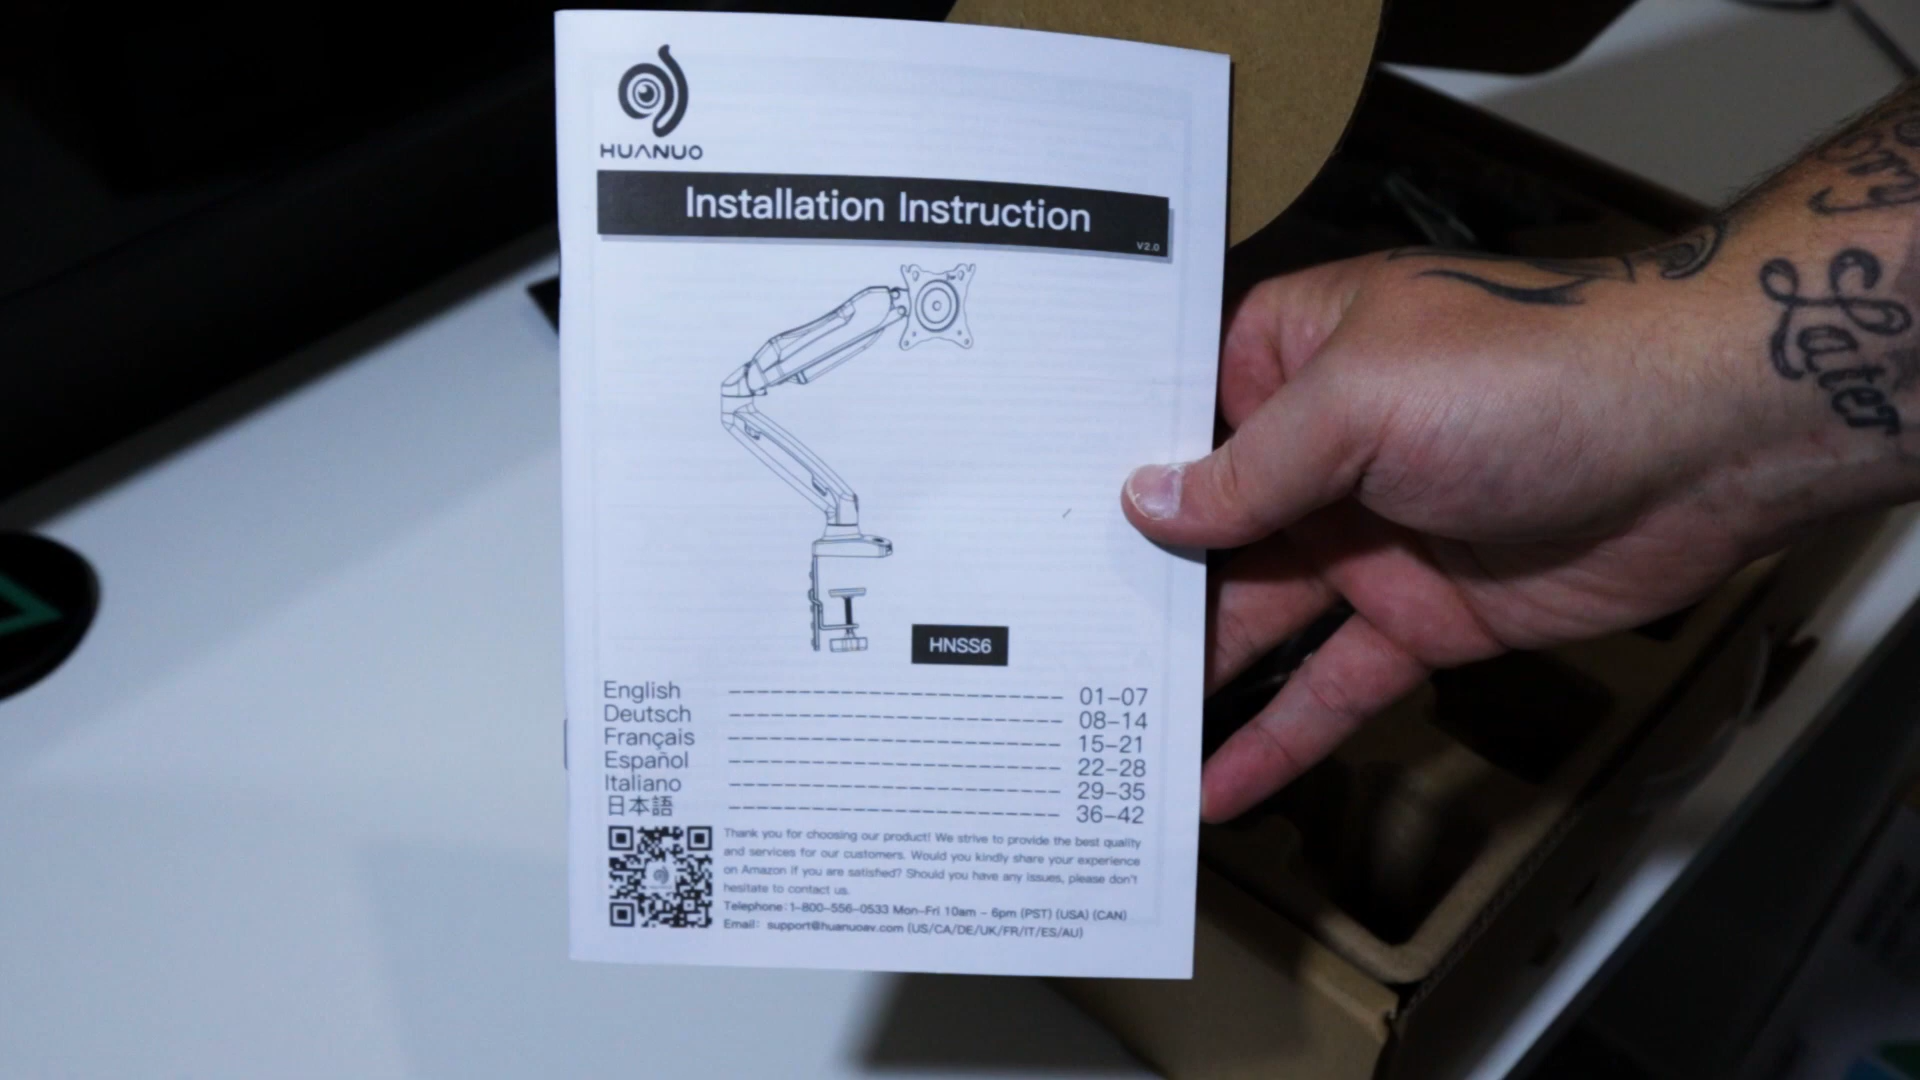 HUANUO
Installation Instruction
V2.0
HNSS6
English 01-07
Deutsch 08-14
Français 15-21
Español 22-28
Italiano 29-35
日本語 36-42
Thank you for choosing our product! We strive to provide the best quality
and services for our customers. Would you kindly share your experience
on Amazon if you are satisfied? Should you have any issues, please don't
hesitate to contact us.
Telephone:1-800-556-0533 Mon-Fri 10am - 6pm (PST) (USA) (CAN)
Email: support@huanuoav.com (US/CA/DE/UK/FR/IT/ES/AU)
Cry
Later